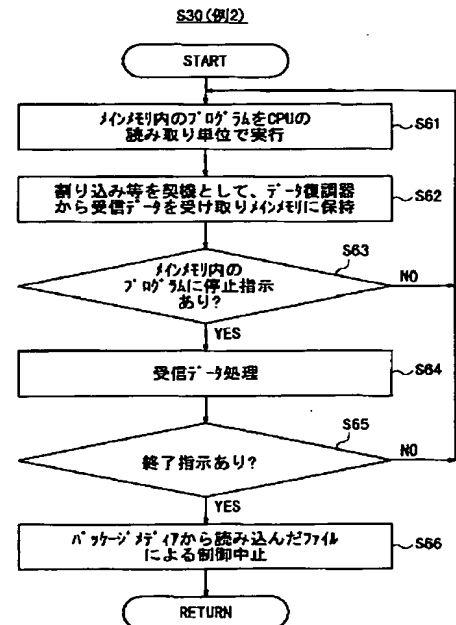 S30(例2)
START
メインメモリ内のプログラムをCPUの
読み取り単位で実行
S61
割り込み等を契機として、データ復調器
から受信データを受け取りメインメモリに保持
S62
S63
メインメモリ内の
プログラムに停止指示
あり?
NO
YES
受信データ処理
S64
S65
終了指示あり?
NO
YES
パッケージメディアから読み込んだファイル
による制御中止
S66
RETURN